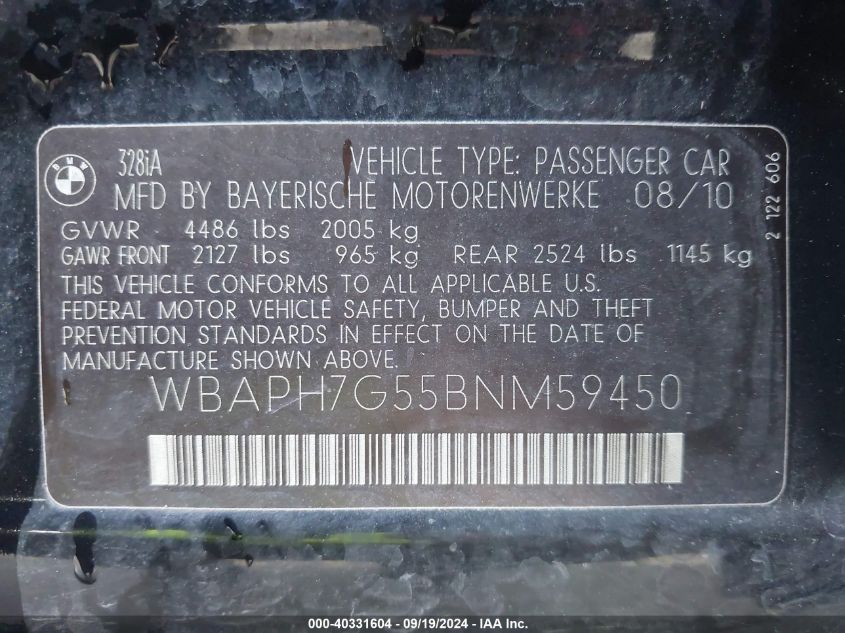 BMW
328iA VEHICLE TYPE: PASSENGER CAR
MFD BY BAYERISCHE MOTORENWERKE 08/10
GVWR 4486 lbs 2005 kg
GAWR FRONT 2127 lbs 965 kg REAR 2524 lbs 1145 kg
THIS VEHICLE CONFORMS TO ALL APPLICABLE U.S.
FEDERAL MOTOR VEHICLE SAFETY, BUMPER AND THEFT
PREVENTION STANDARDS IN EFFECT ON THE DATE OF
MANUFACTURE SHOWN ABOVE.
WBAPH7G55BNM59450
2 122 606
000-40331604 - 09/19/2024 - © IAA, Inc.